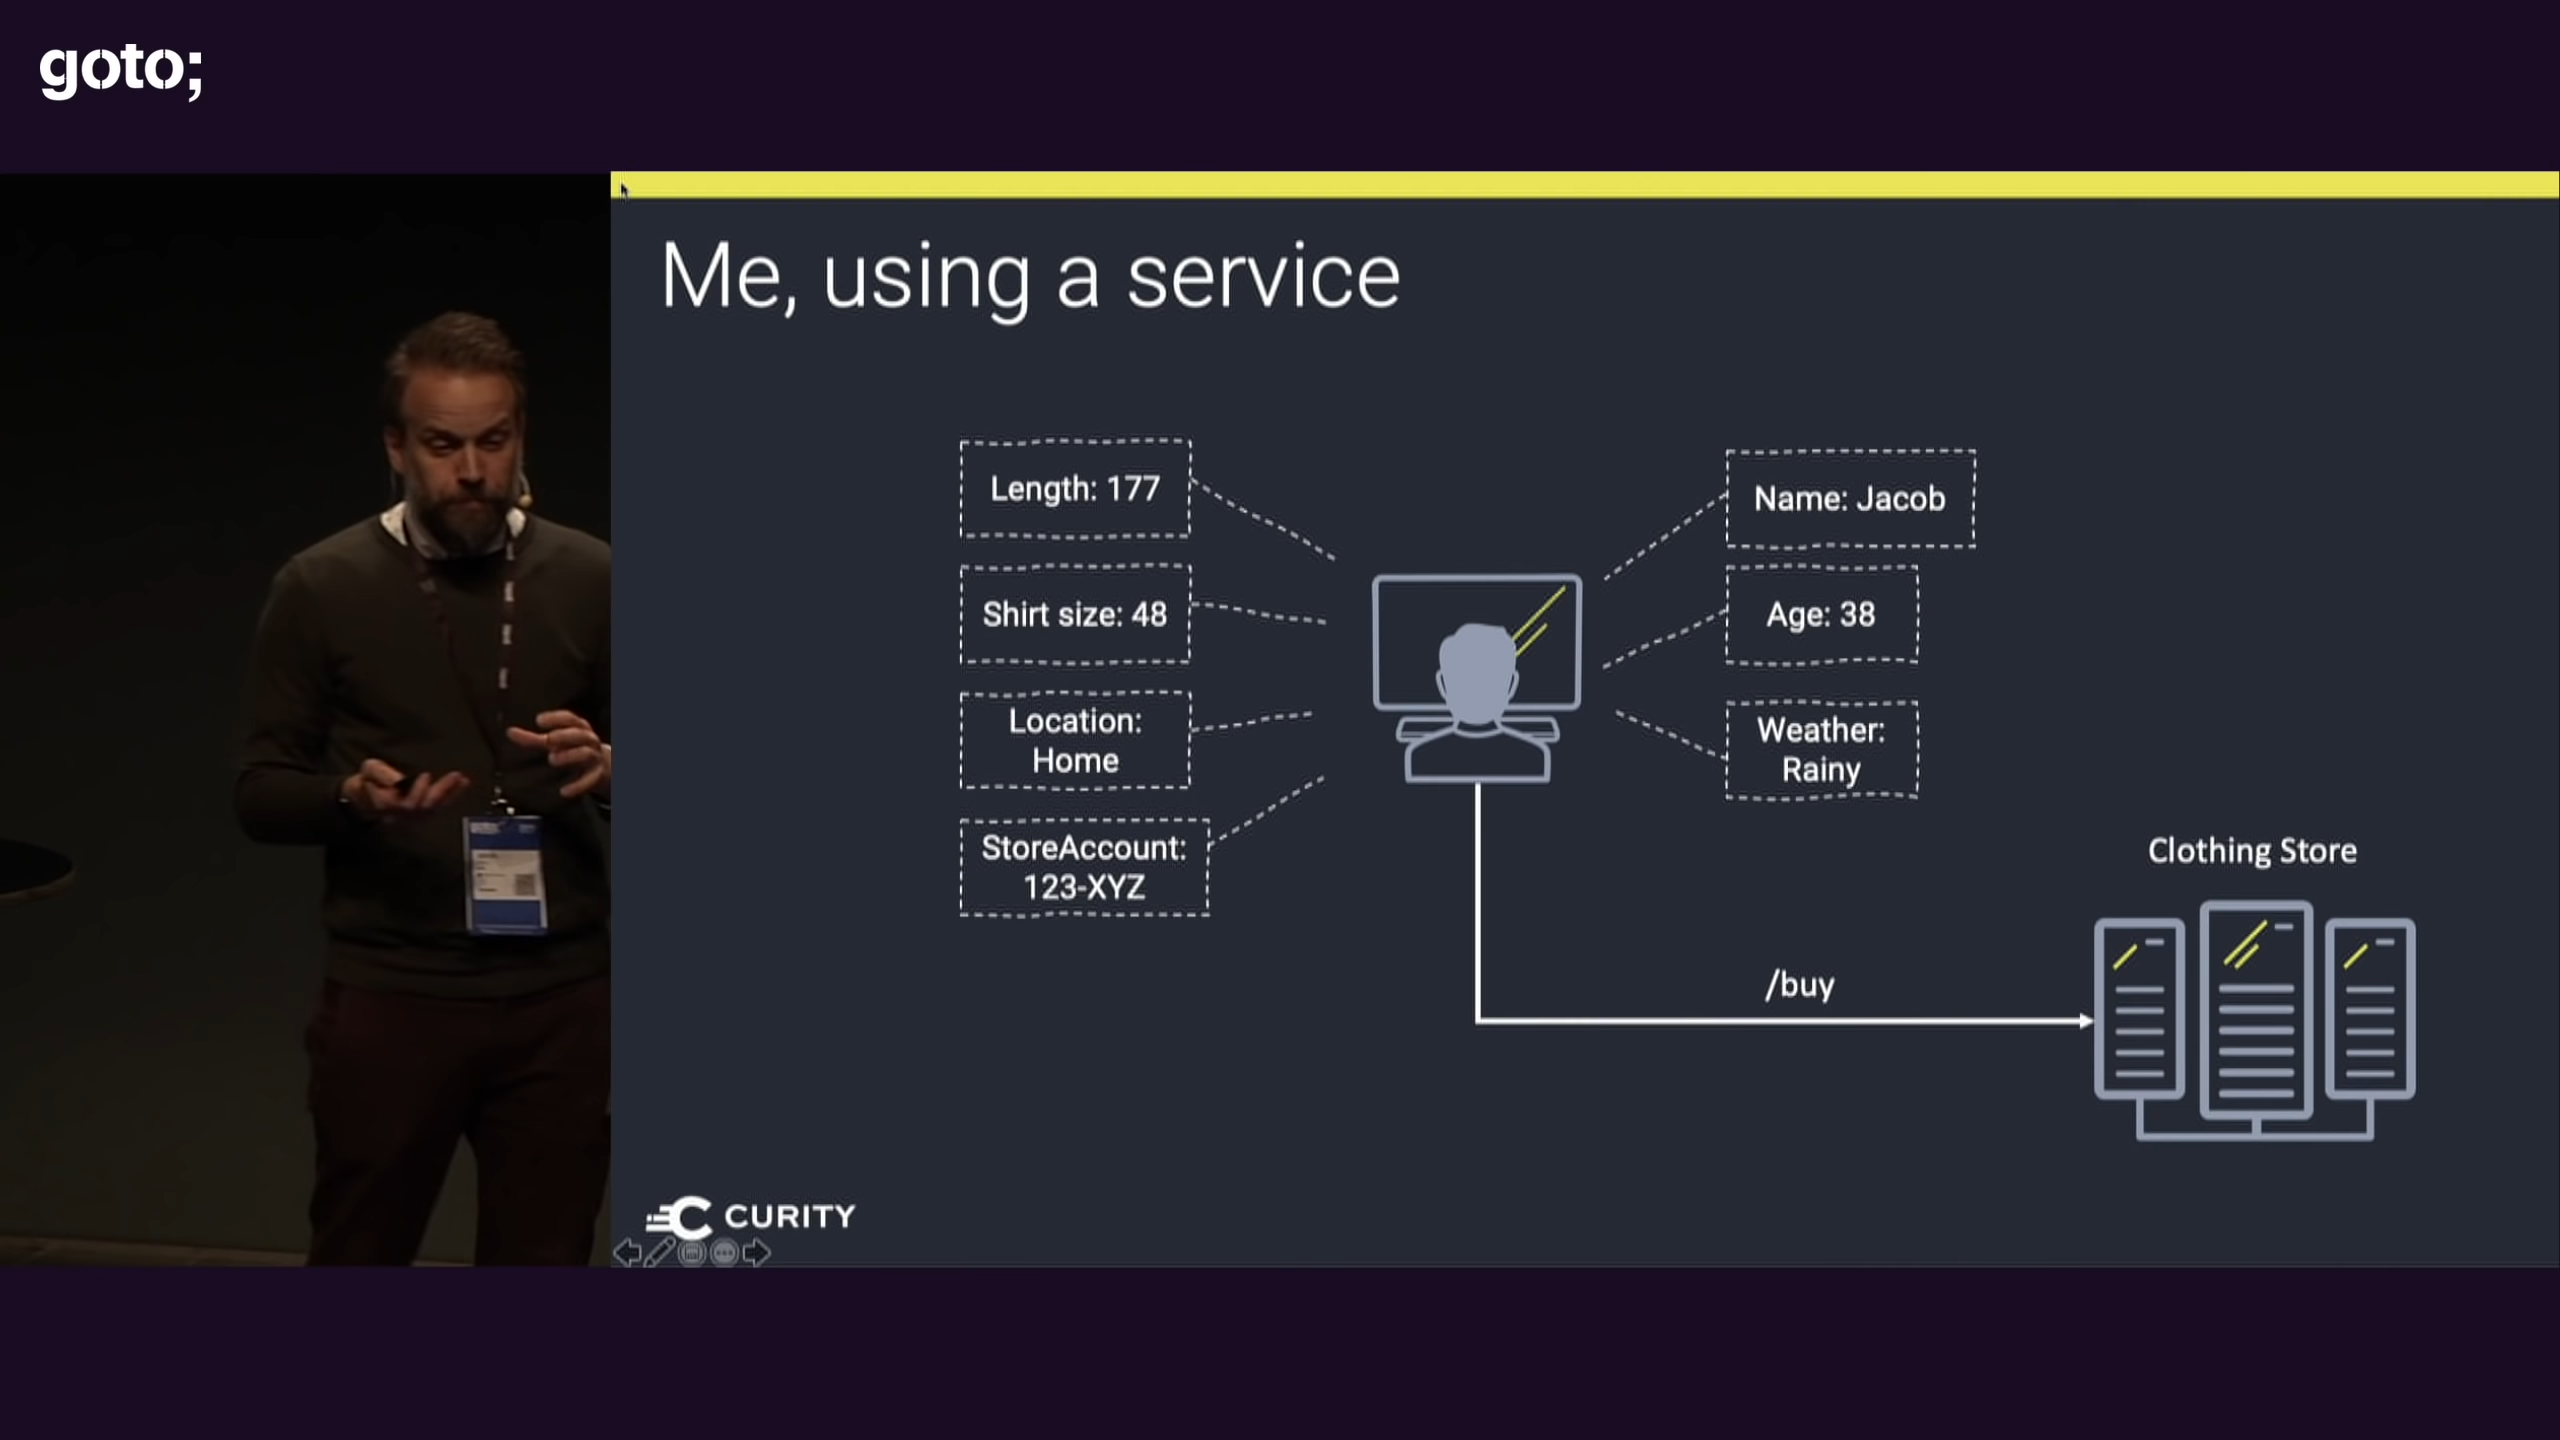 goto;
Me, using a service
Length: 177
Shirt size: 48
Location:
Home
StoreAccount:
123-XYZ
Name: Jacob
Age: 38
Weather:
Rainy
Clothing Store
/buy
CURITY